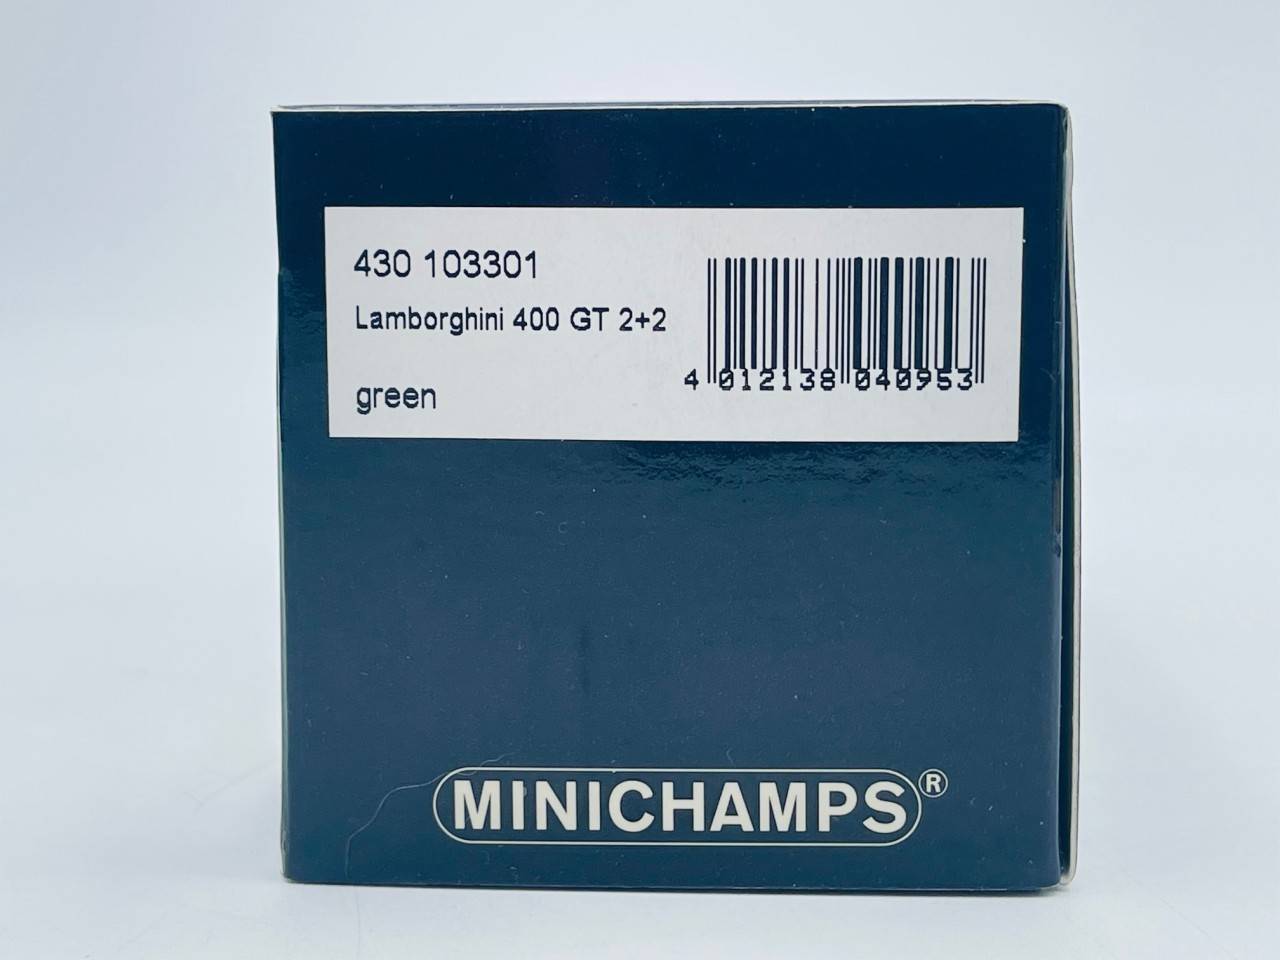 430 103301
Lamborghini 400 GT 2+2
green
4 012138 040953
MINICHAMPS®